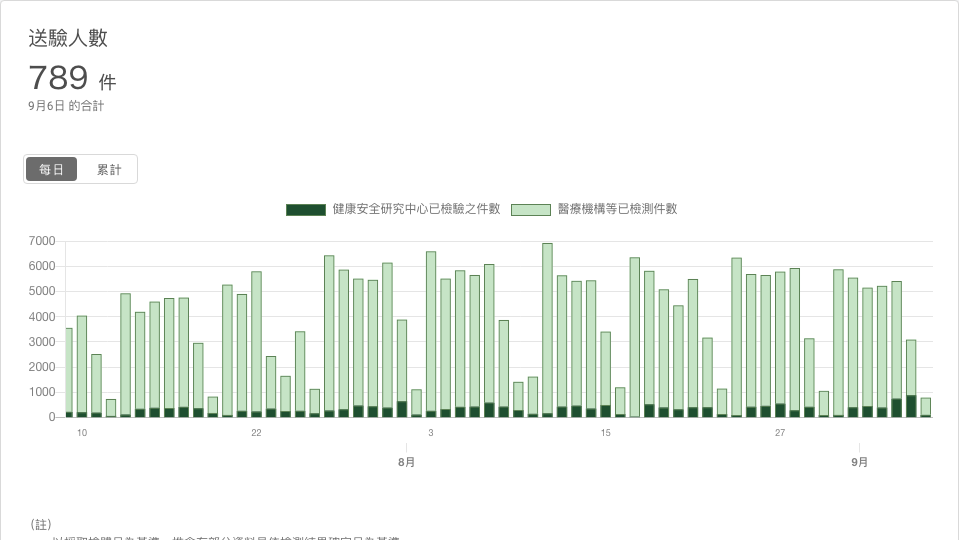 送驗人數
789 件
9月6日 的合計
每日 累計
健康安全研究中心已檢驗之件數 醫療機構等已檢測件數
7000
6000
5000
4000
3000
2000
1000
0
10 22 3 15 27
8月 9月
（註）